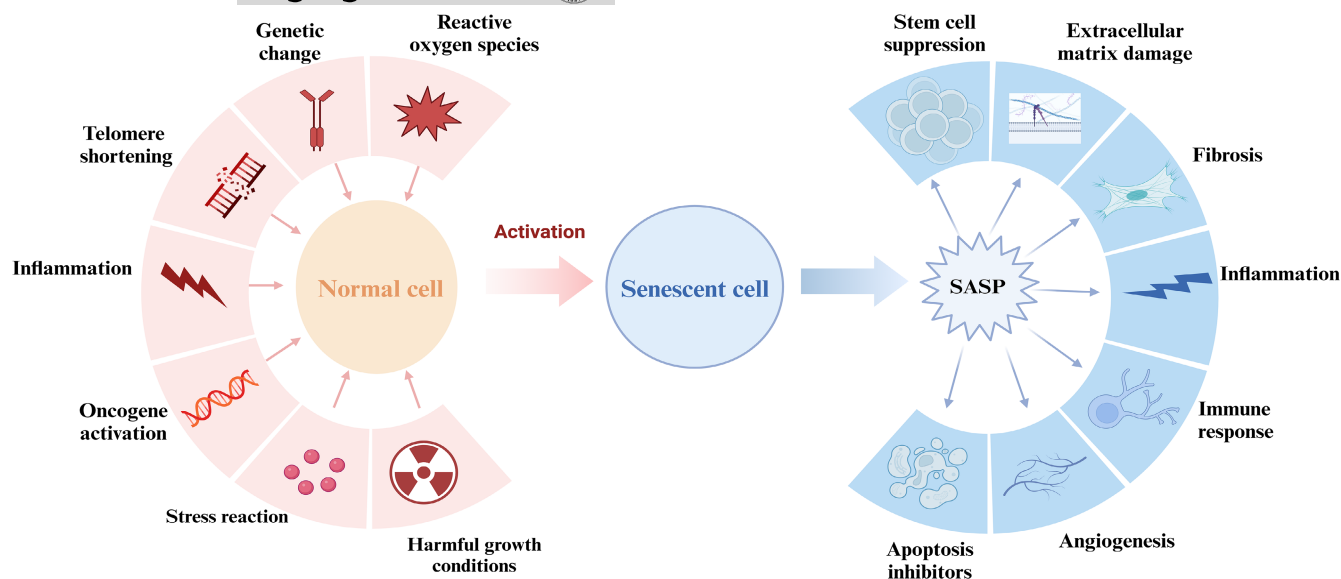 Genetic
change
Reactive
oxygen species
Telomere
shortening
Inflammation
Oncogene
activation
Stress reaction
Harmful growth
conditions
Normal cell
Activation
Senescent cell
SASP
Stem cell
suppression
Extracellular
matrix damage
Fibrosis
Inflammation
Immune
response
Angiogenesis
Apoptosis
inhibitors